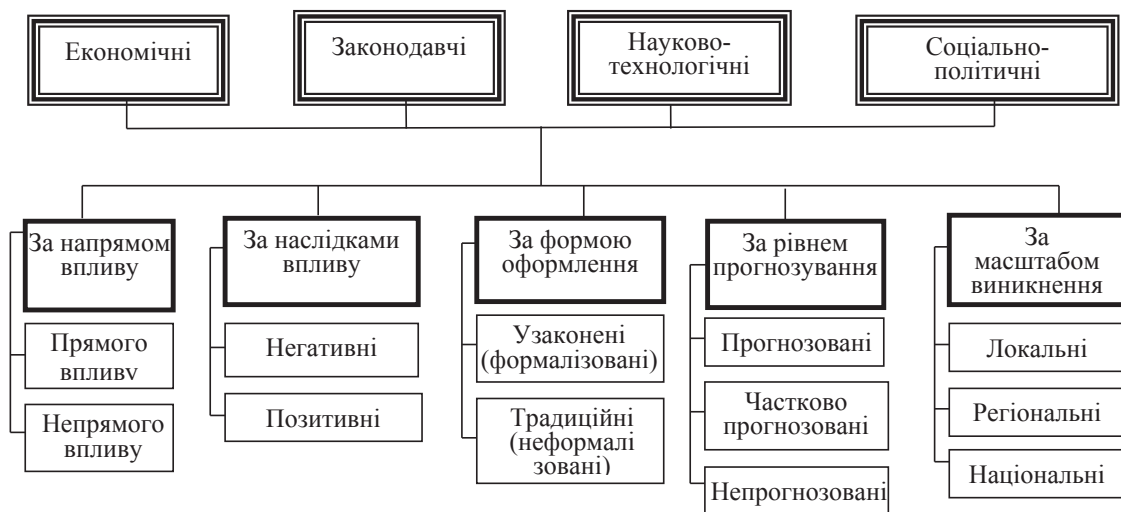 Економічні
Законодавчі
Науково-
технологічні
Соціально-
політичні
За напрямом
впливу
За наслідками
впливу
За формою
оформлення
За рівнем
прогнозування
За
масштабом
виникнення
Прямого
впливу
Непрямого
впливу
Негативні
Позитивні
Узаконені
(формалізовані)
Традиційні
(неформалі
зовані)
Прогнозовані
Частково
прогнозовані
Непрогнозовані
Локальні
Регіональні
Національні